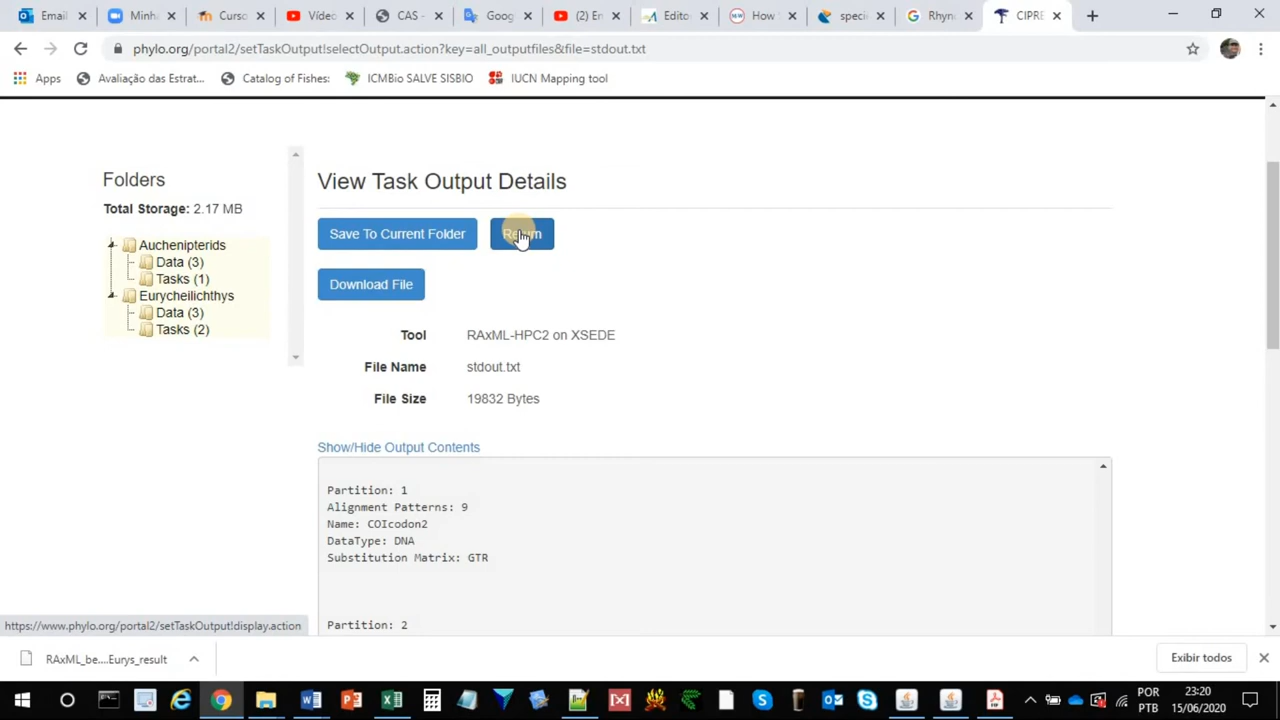 Email
Minha
Curso
Vídeo
CAS -
Goog
(2) En
Edito
How
speci
Rhyn
CIPRE
phylo.org/portal2/setTaskOutput!selectOutput.action?key=all_outputfiles&file=stdout.txt
Apps
Avaliação das Estrat...
Catalog of Fishes:
ICMBio SALVE SISBIO
IUCN Mapping tool
Folders
Total Storage: 2.17 MB
Auchenipterids
Data (3)
Tasks (1)
Eurycheilichthys
Data (3)
Tasks (2)
View Task Output Details
Save To Current Folder
Return
Download File
Tool RAxML-HPC2 on XSEDE
File Name stdout.txt
File Size 19832 Bytes
Show/Hide Output Contents
Partition: 1
Alignment Patterns: 9
Name: COIcodon2
DataType: DNA
Substitution Matrix: GTR
Partition: 2
https://www.phylo.org/portal2/setTaskOutput!display.action
RAxML_be....Eurys_result
Exibir todos
POR
PTB
23:20
15/06/2020